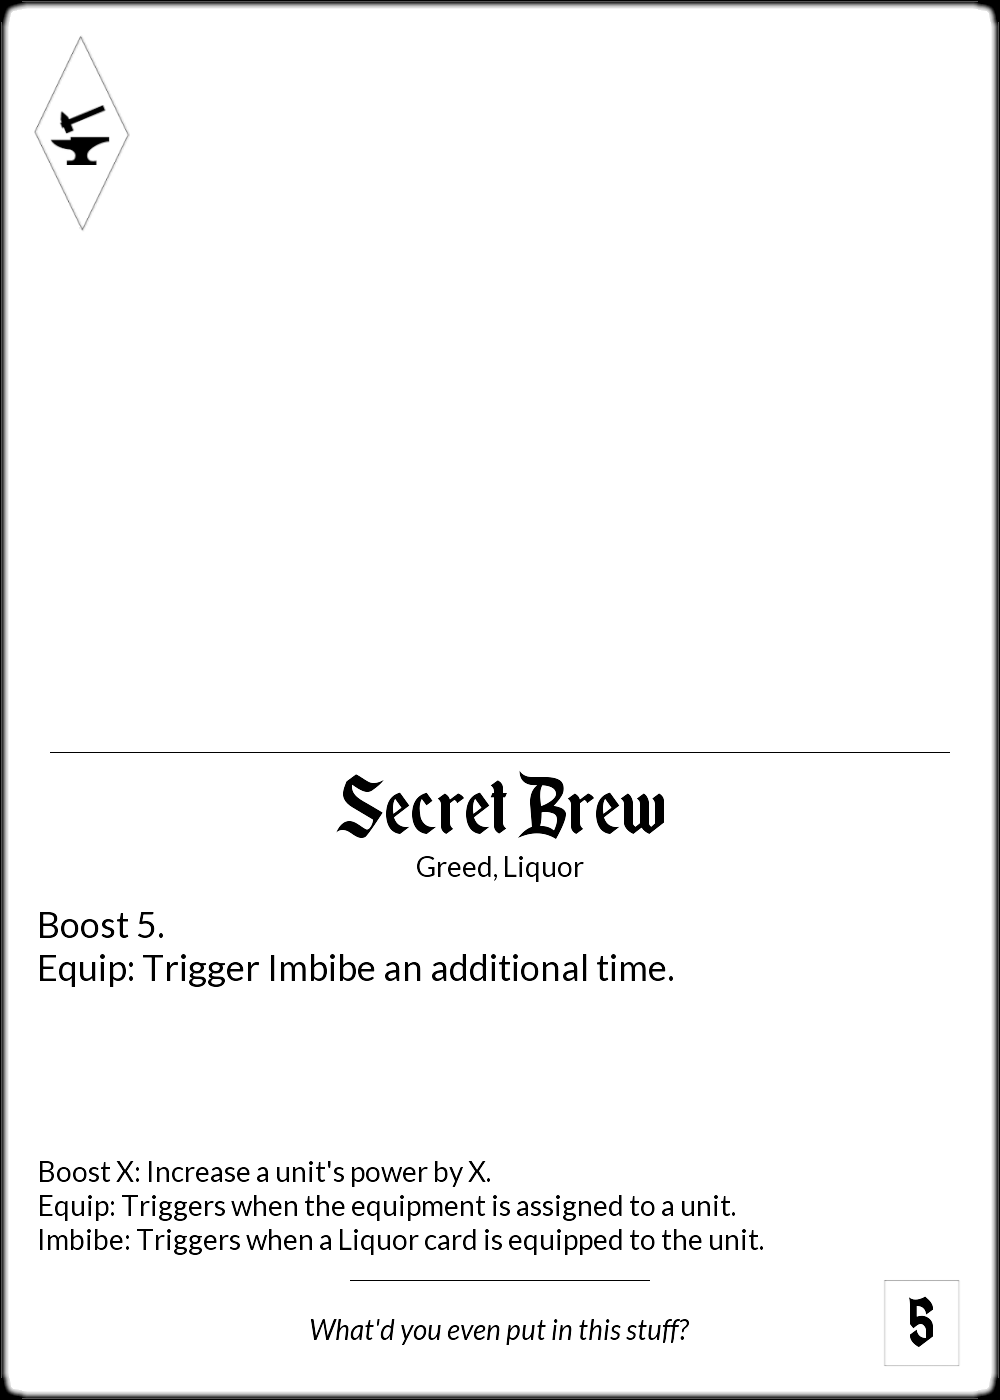 Secret Brew
Greed, Liquor
Boost 5.
Equip: Trigger Imbibe an additional time.
Boost X: Increase a unit's power by X.
Equip: Triggers when the equipment is assigned to a unit.
Imbibe: Triggers when a Liquor card is equipped to the unit.
What'd you even put in this stuff?
5